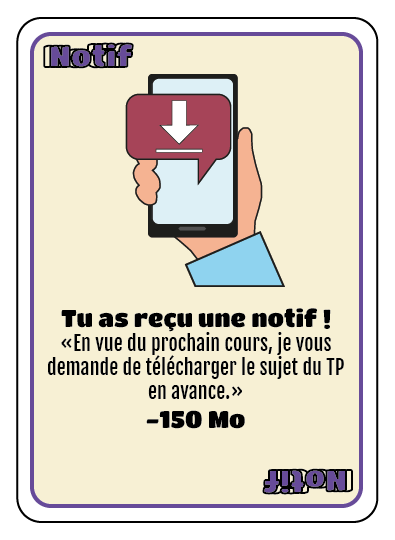 Notif
Tu as reçu une notif !
«En vue du prochain cours, je vous
demande de télécharger le sujet du TP
en avance.»
-150 Mo
Notif